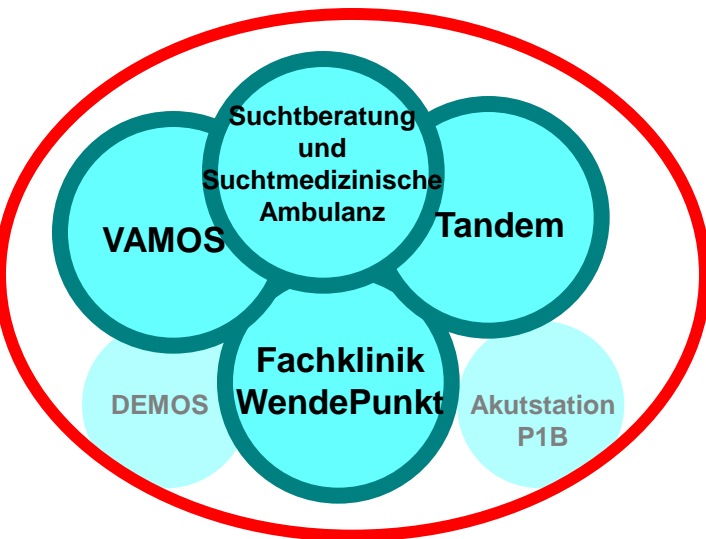 Suchtberatung
und
Suchtmedizinische
Ambulanz
VAMOS
Tandem
Fachklinik
WendePunkt
DEMOS
Akutstation
P1B